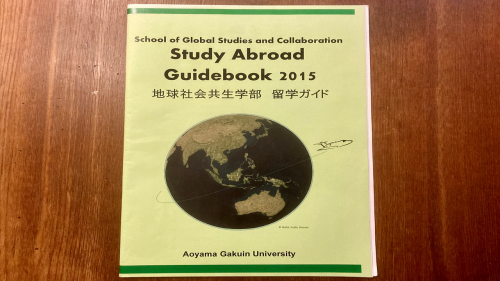 School of Global Studies and Collaboration
Study Abroad
Guidebook 2015
地球社会共生学部 留学ガイド
Aoyama Gakuin University